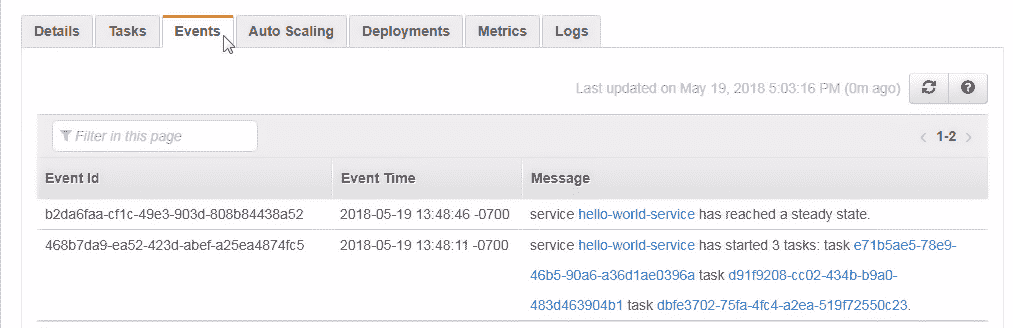 Details Tasks Events Auto Scaling Deployments Metrics Logs
Last updated on May 19, 2018 5:03:16 PM (0m ago)
Filter in this page
1-2
Event Id Event Time Message
b2da6faa-cf1c-49e3-903d-808b84438a52 2018-05-19 13:48:46 -0700 service hello-world-service has reached a steady state.
468b7da9-ea52-423d-abef-a25ea4874fc5 2018-05-19 13:48:11 -0700 service hello-world-service has started 3 tasks: task e71b5ae5-78e9-
46b5-90a6-a36d1ae0396a task d91f9208-cc02-434b-b9a0-
483d463904b1 task dbfe3702-75fa-4fc4-a2ea-519f72550c23.